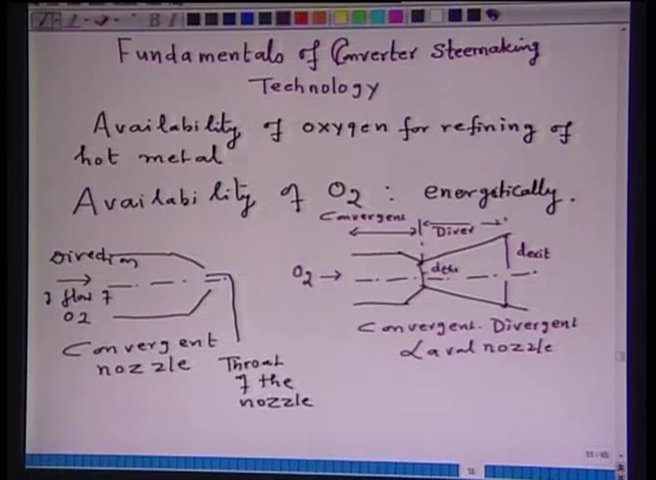 Fundamentals of Converter Steemaking
Technology
Availability of oxygen for refining of
hot metal
Availability of O2 : energetically.
Convergent
Diver
Direction
of flow of
O2
O2 →
dthr
dexit
Convergent
nozzle
Throat
of the
nozzle
Convergent. Divergent
Laval nozzle